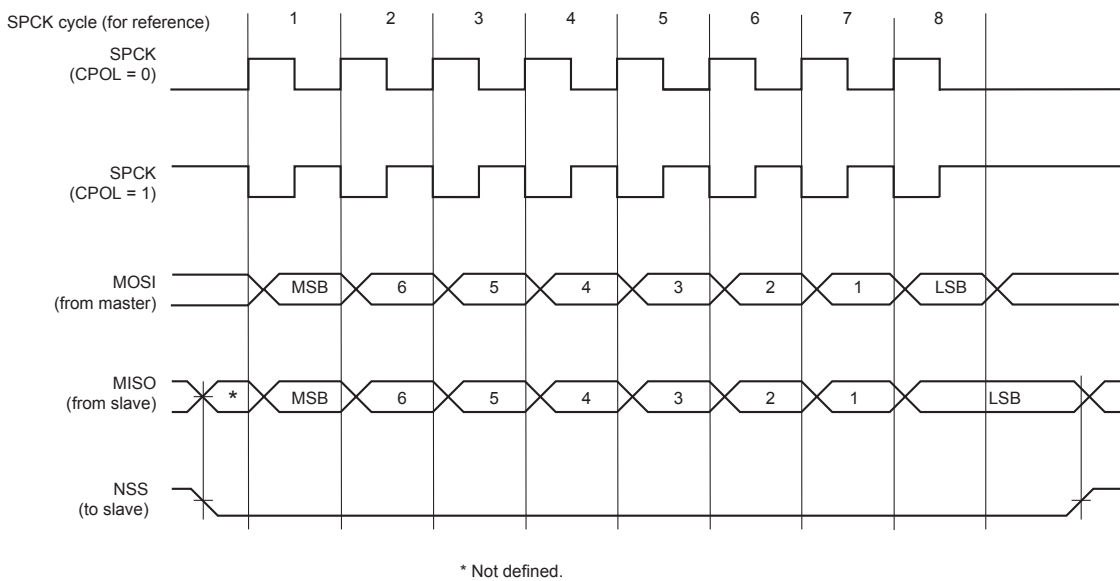 SPCK cycle (for reference)
1 2 3 4 5 6 7 8
SPCK
(CPOL = 0)
SPCK
(CPOL = 1)
MOSI
(from master)
MSB 6 5 4 3 2 1 LSB
MISO
(from slave)
* MSB 6 5 4 3 2 1 LSB
NSS
(to slave)
* Not defined.